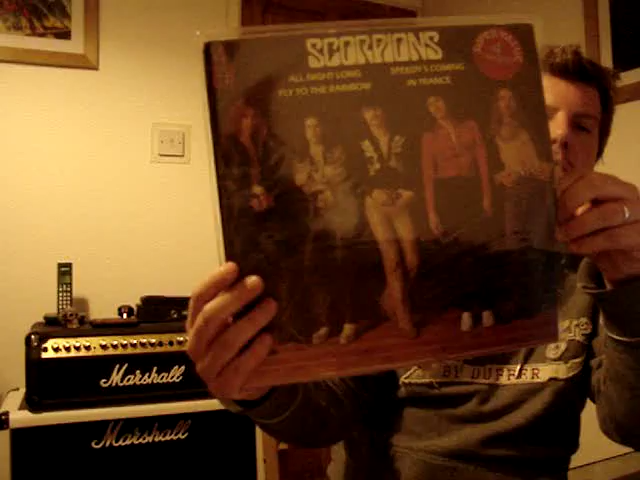 SCORPIONS
ALL NIGHT LONG
SPEEDY'S COMING
FLY TO THE RAINBOW
IN TRANCE
Marshall
Marshall
BY DUFFER